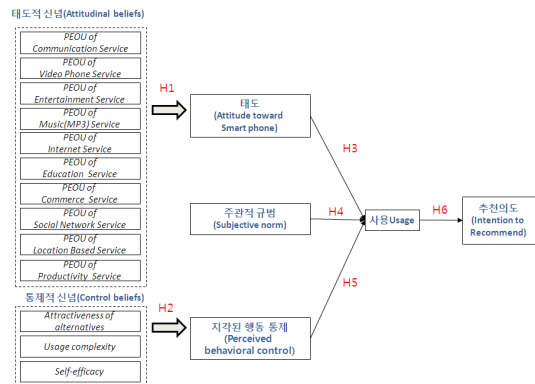 태도적 신념(Attitudinal beliefs)
PEOU of
Communication Service
PEOU of
Video Phone Service
PEOU of
Entertainment Service
PEOU of
Music(MP3) Service
PEOU of
Internet Service
PEOU of
Education Service
PEOU of
Commerce Service
PEOU of
Social Network Service
PEOU of
Location Based Service
PEOU of
Productivity Service
통제적 신념(Control beliefs)
Attractiveness of
alternatives
Usage complexity
Self-efficacy
H1
H2
태도
(Attitude toward
Smart phone)
주관적 규범
(Subjective norm)
지각된 행동 통제
(Perceived
behavioral control)
H3
H4
H5
사용Usage
H6
추천의도
(Intention to
Recommend)